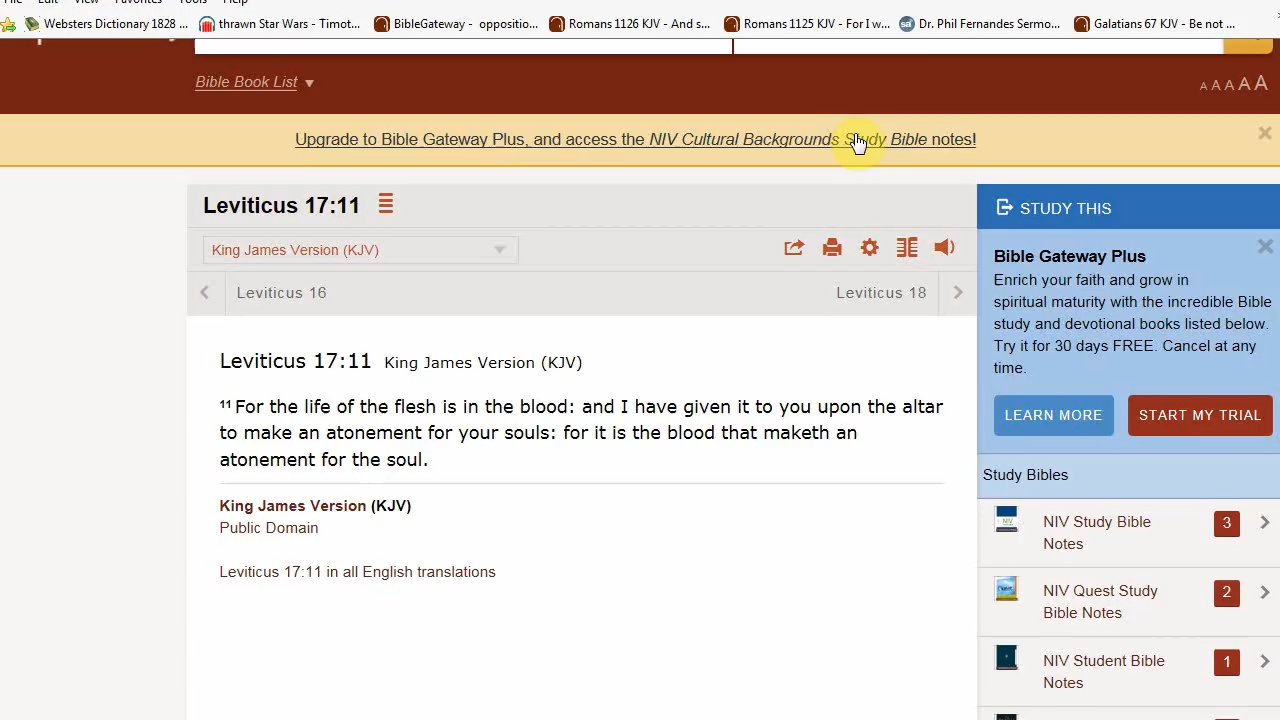 View
Favorites
Tools
Help
Websters Dictionary 1828 ...
thrawn Star Wars - Timot...
BibleGateway - oppositio...
Romans 1126 KJV - And s...
Romans 1125 KJV - For I w...
Dr. Phil Fernandes Sermo...
Galatians 67 KJV - Be not ...
Bible Book List
A A A A A
Upgrade to Bible Gateway Plus, and access the NIV Cultural Backgrounds Study Bible notes!
Leviticus 17:11
King James Version (KJV)
Leviticus 16
Leviticus 18
Leviticus 17:11 King James Version (KJV)
11 For the life of the flesh is in the blood: and I have given it to you upon the altar
to make an atonement for your souls: for it is the blood that maketh an
atonement for the soul.
King James Version (KJV)
Public Domain
Leviticus 17:11 in all English translations
STUDY THIS
Bible Gateway Plus
Enrich your faith and grow in
spiritual maturity with the incredible Bible
study and devotional books listed below.
Try it for 30 days FREE. Cancel at any
time.
LEARN MORE
START MY TRIAL
Study Bibles
NIV Study Bible
Notes
3
NIV Quest Study
Bible Notes
2
NIV Student Bible
Notes
1